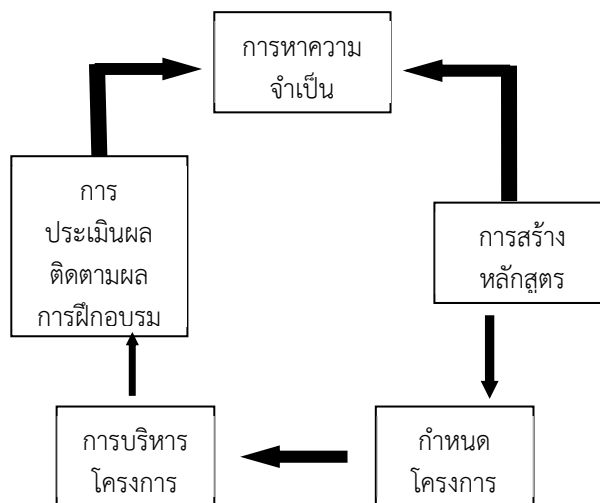 การหาความ
จำเป็น
การ
ประเมินผล
ติดตามผล
การฝึกอบรม
การสร้าง
หลักสูตร
การบริหาร
โครงการ
กำหนด
โครงการ